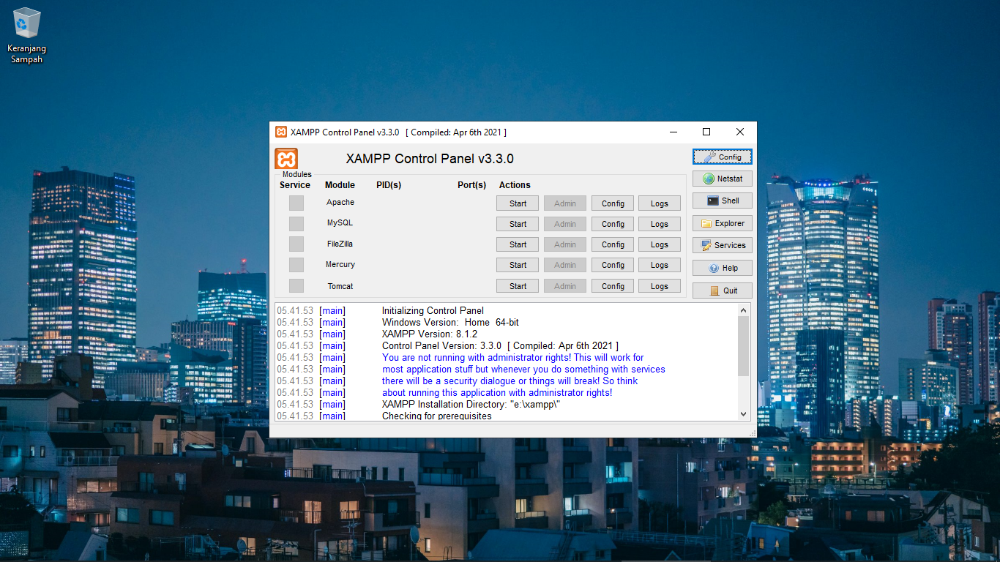 Keranjang
Sampah
XAMPP Control Panel v3.3.0 [ Compiled: Apr 6th 2021 ]
XAMPP Control Panel v3.3.0
Config
Modules
Service Module PID(s) Port(s) Actions
Netstat
Apache Start Admin Config Logs
Shell
MySQL Start Admin Config Logs
Explorer
FileZilla Start Admin Config Logs
Services
Mercury Start Admin Config Logs
Help
Tomcat Start Admin Config Logs
Quit
05.41.53 [main] Initializing Control Panel
05.41.53 [main] Windows Version: Home 64-bit
05.41.53 [main] XAMPP Version: 8.1.2
05.41.53 [main] Control Panel Version: 3.3.0 [ Compiled: Apr 6th 2021 ]
05.41.53 [main] You are not running with administrator rights! This will work for
05.41.53 [main] most application stuff but whenever you do something with services
05.41.53 [main] there will be a security dialogue or things will break! So think
05.41.53 [main] about running this application with administrator rights!
05.41.53 [main] XAMPP Installation Directory: "e:\xampp\"
05.41.53 [main] Checking for prerequisites